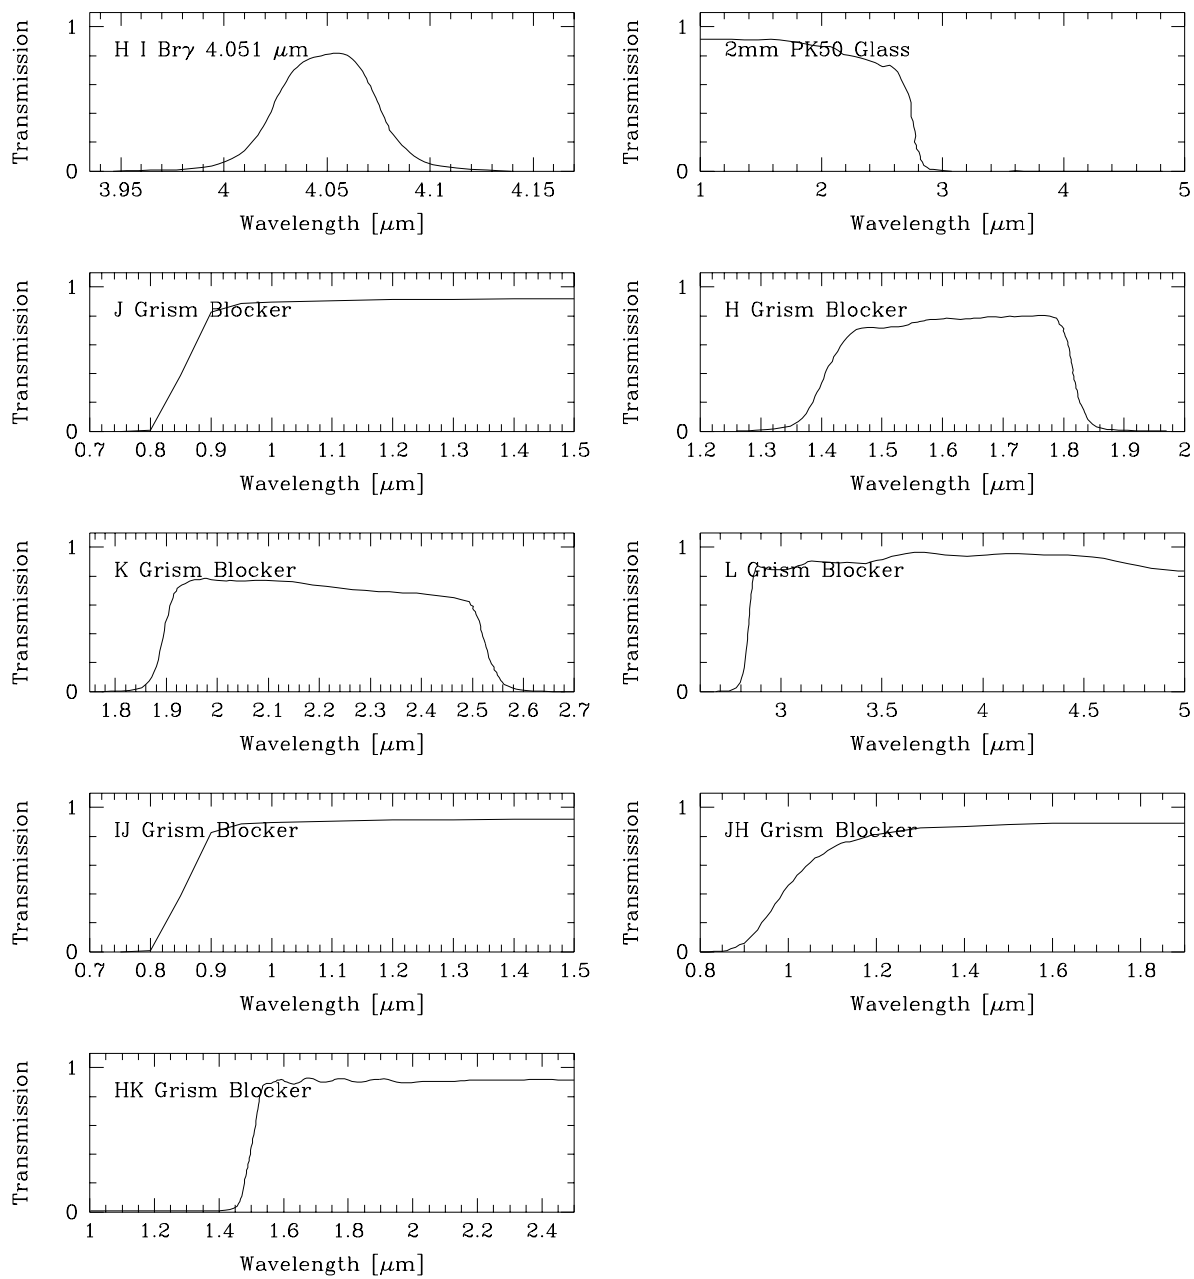 Transmission
1
0
H I Brγ 4.051 μm
3.95 4 4.05 4.1 4.15
Wavelength [μm]
Transmission
1
0
2mm PK50 Glass
1 2 3 4 5
Wavelength [μm]
Transmission
1
0
J Grism Blocker
0.7 0.8 0.9 1 1.1 1.2 1.3 1.4 1.5
Wavelength [μm]
Transmission
1
0
H Grism Blocker
1.2 1.3 1.4 1.5 1.6 1.7 1.8 1.9 2
Wavelength [μm]
Transmission
1
0
K Grism Blocker
1.8 1.9 2 2.1 2.2 2.3 2.4 2.5 2.6 2.7
Wavelength [μm]
Transmission
1
0
L Grism Blocker
3 3.5 4 4.5 5
Wavelength [μm]
Transmission
1
0
IJ Grism Blocker
0.7 0.8 0.9 1 1.1 1.2 1.3 1.4 1.5
Wavelength [μm]
Transmission
1
0
JH Grism Blocker
0.8 1 1.2 1.4 1.6 1.8
Wavelength [μm]
Transmission
1
0
HK Grism Blocker
1 1.2 1.4 1.6 1.8 2 2.2 2.4
Wavelength [μm]